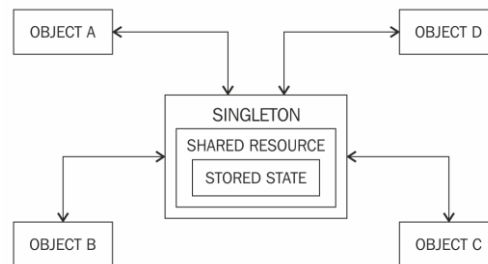 OBJECT A
OBJECT D
SINGLETON
SHARED RESOURCE
STORED STATE
OBJECT B
OBJECT C